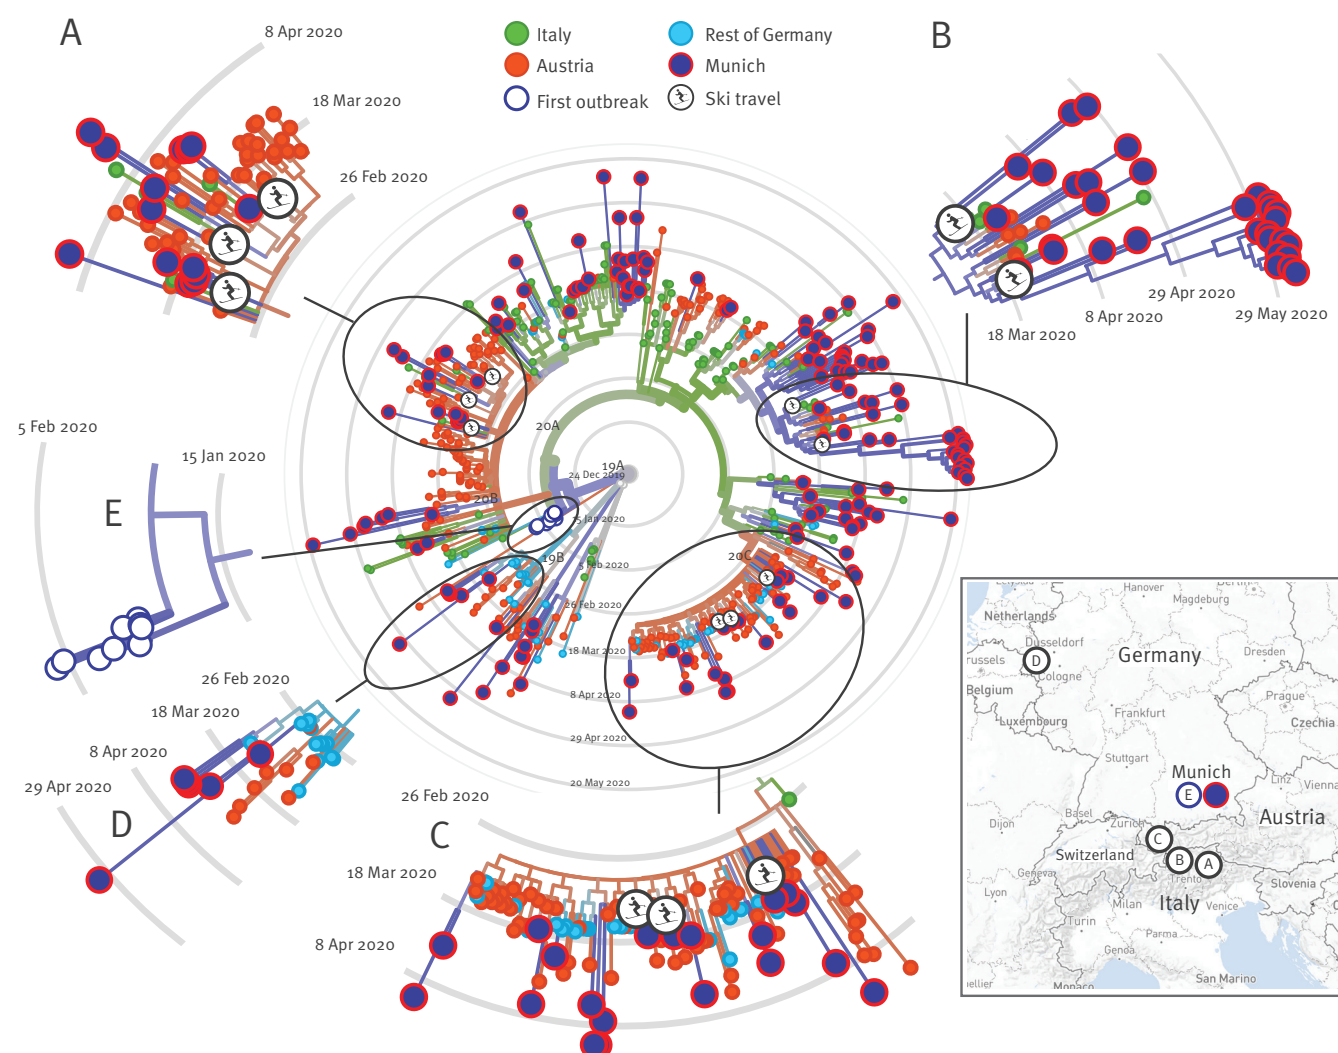 A
8 Apr 2020
18 Mar 2020
26 Feb 2020
Italy
Austria
First outbreak
Rest of Germany
Munich
Ski travel
B
18 Mar 2020
8 Apr 2020
29 Apr 2020
29 May 2020
5 Feb 2020
15 Jan 2020
E
20A
19A
24 Dec 2019
20B
15 Jan 2020
19B
5 Feb 2020
20C
26 Feb 2020
18 Mar 2020
8 Apr 2020
29 Apr 2020
20 May 2020
26 Feb 2020
18 Mar 2020
8 Apr 2020
29 Apr 2020
D
26 Feb 2020
C
18 Mar 2020
8 Apr 2020
Hanover
Magdeburg
Netherlands
Dusseldorf
D
Cologne
Germany
Dresden
russels
Belgium
Luxembourg
Frankfurt
Prague
Czechia
Stuttgart
Munich
E
Linz
Vienna
Dijon
Basel
Zurich
Austria
C
B
A
Switzerland
Geneva
Trento
Slovenia
Lyon
Milan
Italy
Venice
Turin
Parma
Genoa
San Marino
ellier
Monaco